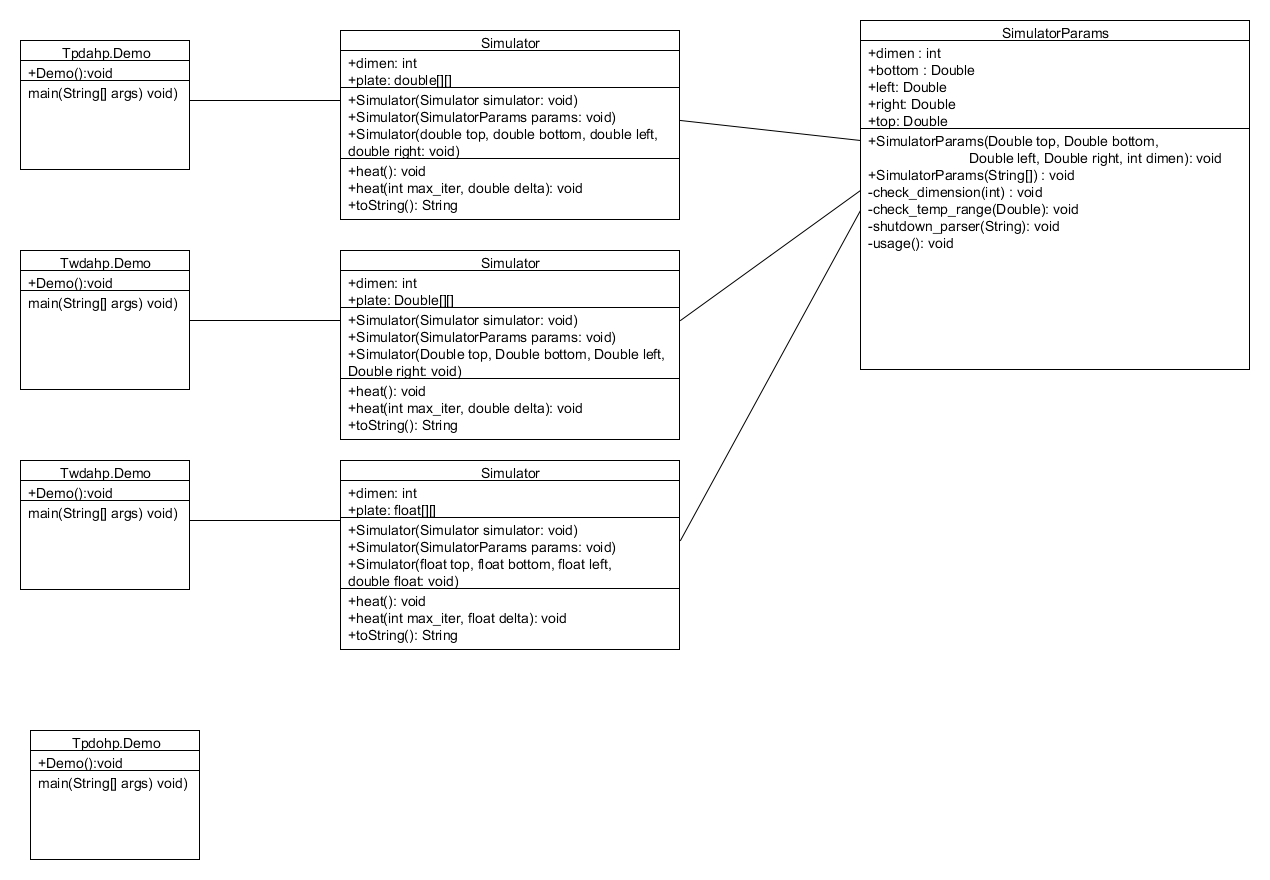 Tpdahp.Demo
+Demo():void
main(String[] args) void)
Simulator
+dimen: int
+plate: double[][]
+Simulator(Simulator simulator: void)
+Simulator(SimulatorParams params: void)
+Simulator(double top, double bottom, double left,
double right: void)
+heat(): void
+heat(int max_iter, double delta): void
+toString(): String
SimulatorParams
+dimen : int
+bottom : Double
+left: Double
+right: Double
+top: Double
+SimulatorParams(Double top, Double bottom,
Double left, Double right, int dimen): void
+SimulatorParams(String[]) : void
-check_dimension(int) : void
-check_temp_range(Double): void
-shutdown_parser(String): void
-usage(): void
Twdahp.Demo
+Demo():void
main(String[] args) void)
Simulator
+dimen: int
+plate: Double[][]
+Simulator(Simulator simulator: void)
+Simulator(SimulatorParams params: void)
+Simulator(Double top, Double bottom, Double left,
Double right: void)
+heat(): void
+heat(int max_iter, double delta): void
+toString(): String
Twdahp.Demo
+Demo():void
main(String[] args) void)
Simulator
+dimen: int
+plate: float[][]
+Simulator(Simulator simulator: void)
+Simulator(SimulatorParams params: void)
+Simulator(float top, float bottom, float left,
double float: void)
+heat(): void
+heat(int max_iter, float delta): void
+toString(): String
Tpdohp.Demo
+Demo():void
main(String[] args) void)